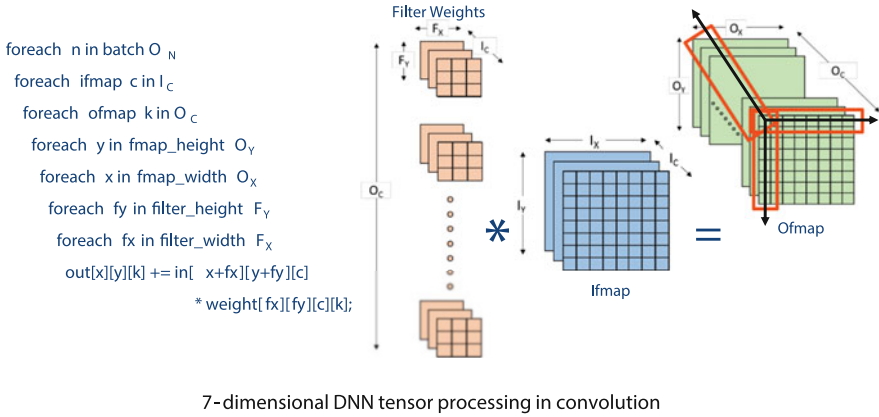 Filter Weights
foreach n in batch O N
foreach ifmap c in I C
foreach ofmap k in O C
foreach y in fmap_height O Y
foreach x in fmap_width O X
foreach fy in filter_height F Y
foreach fx in filter_width F X
out[x][y][k] += in[ x+fx][y+fy][c]
* weight[fx][fy][c][k];
F X
I C
F Y
O C
*
I X
I C
I Y
Ifmap
=
O X
O Y
O C
Ofmap
7-dimensional DNN tensor processing in convolution